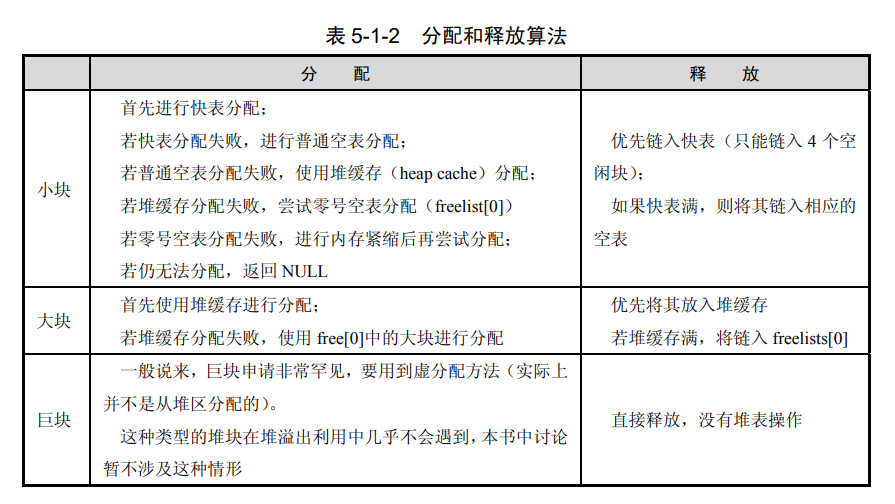 表 5-1-2 分配和释放算法
分 配
释 放
小块
首先进行快表分配；
若快表分配失败，进行普通空表分配；
若普通空表分配失败，使用堆缓存（heap cache）分配；
若堆缓存分配失败，尝试零号空表分配（freelist[0]）
若零号空表分配失败，进行内存紧缩后再尝试分配；
若仍无法分配，返回 NULL
优先链入快表（只能链入 4 个空
闲块）；
如果快表满，则将其链入相应的
空表
大块
首先使用堆缓存进行分配；
若堆缓存分配失败，使用 free[0]中的大块进行分配
优先将其放入堆缓存
若堆缓存满，将链入 freelists[0]
巨块
一般说来，巨块申请非常罕见，要用到虚分配方法（实际上
并不是从堆区分配的）。
这种类型的堆块在堆溢出利用中几乎不会遇到，本书中讨论
暂不涉及这种情形
直接释放，没有堆表操作